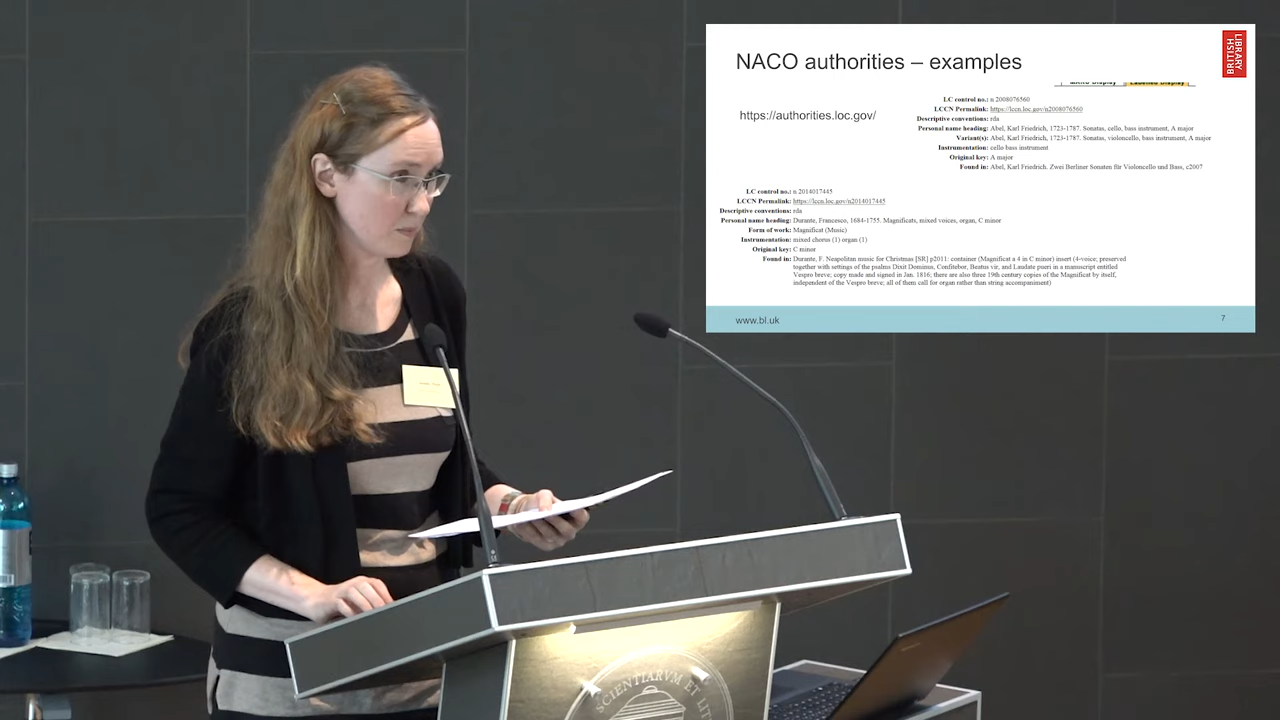 NACO authorities – examples
BRITISH
LIBRARY
https://authorities.loc.gov/
Labelled Display
LC control no.: n 2008076560
LCCN Permalink: https://lccn.loc.gov/n2008076560
Descriptive conventions: rda
Personal name heading: Abel, Karl Friedrich, 1723-1787. Sonatas, cello, bass instrument, A major
Variant(s): Abel, Karl Friedrich, 1723-1787. Sonatas, violoncello, bass instrument, A major
Instrumentation: cello bass instrument
Original key: A major
Found in: Abel, Karl Friedrich. Zwei Berliner Sonaten für Violoncello und Bass, c2007
LC control no.: n 2014017445
LCCN Permalink: https://lccn.loc.gov/n2014017445
Descriptive conventions: rda
Personal name heading: Durante, Francesco, 1684-1755. Magnificats, mixed voices, organ, C minor
Form of work: Magnificat (Music)
Instrumentation: mixed chorus (1) organ (1)
Original key: C minor
Found in: Durante, F. Neapolitan music for Christmas [SR] p2011: container (Magnificat a 4 in C minor) insert (4-voice; preserved
together with settings of the psalms Dixit Dominus, Confitebor, Beatus vir, and Laudate pueri in a manuscript entitled
Vespro breve; copy made and signed in Jan. 1816; there are also three 19th century copies of the Magnificat by itself,
independent of the Vespro breve; all of them call for organ rather than string accompaniment)
www.bl.uk
7
SCIENTIARVM ET